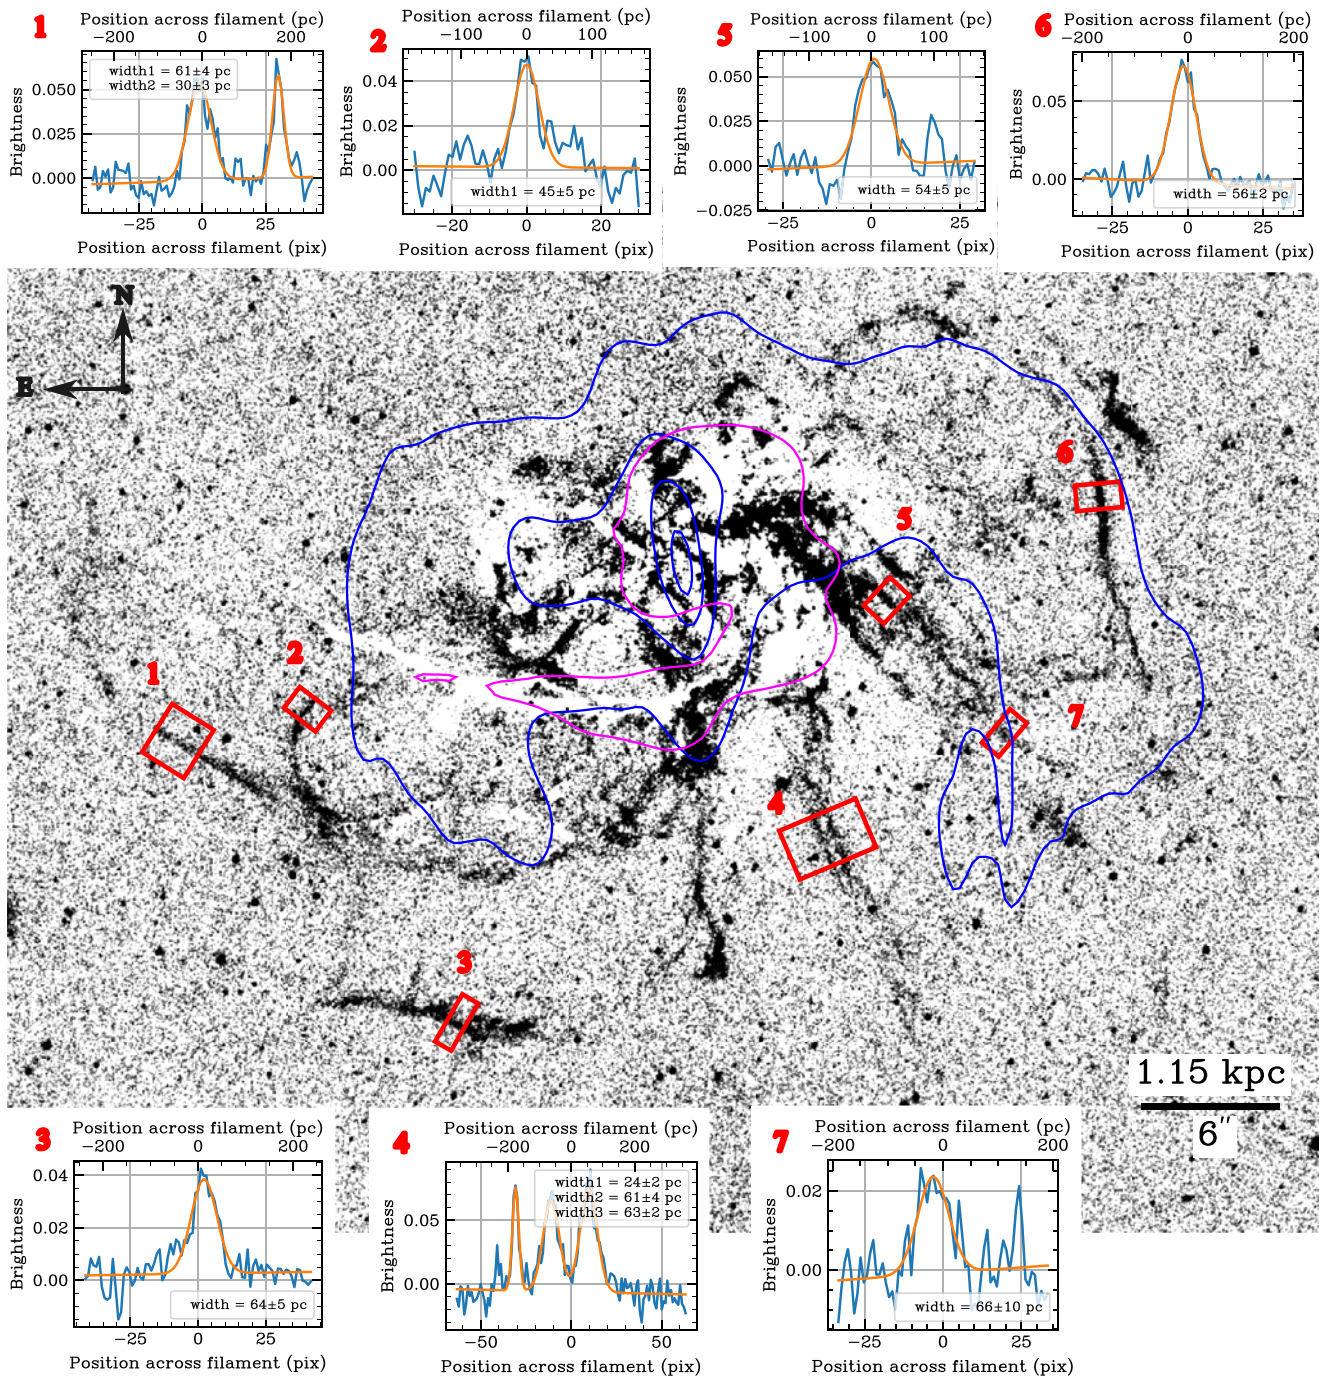 1
Position across filament (pc)
−200 0 200
width1 = 61±4 pc
width2 = 30±3 pc
Brightness
0.050
0.025
0.000
−25 0 25
Position across filament (pix)
2
Position across filament (pc)
−100 0 100
Brightness
0.04
0.02
0.00
width1 = 45±5 pc
−20 0 20
Position across filament (pix)
5
Position across filament (pc)
−100 0 100
Brightness
0.050
0.025
0.000
−0.025
width = 54±5 pc
−25 0 25
Position across filament (pix)
6
Position across filament (pc)
−200 0 200
Brightness
0.05
0.00
width = 56±2 pc
−25 0 25
Position across filament (pix)
N
E
6
5
2
1
7
4
3
1.15 kpc
6″
3
Position across filament (pc)
−200 0 200
Brightness
0.04
0.02
0.00
width = 64±5 pc
−25 0 25
Position across filament (pix)
4
Position across filament (pc)
−200 0 200
width1 = 24±2 pc
width2 = 61±4 pc
width3 = 63±2 pc
Brightness
0.05
0.00
−50 0 50
Position across filament (pix)
7
Position across filament (pc)
−200 0 200
Brightness
0.02
0.00
width = 66±10 pc
−25 0 25
Position across filament (pix)